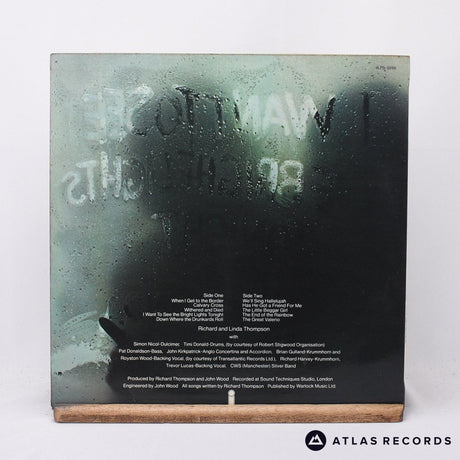 ILPS 9266
I WANT TO SEE
BRIGHT LIGHTS
Side One
When I Get to the Border
Calvary Cross
Withered and Died
I Want To See the Bright Lights Tonight
Down Where the Drunkards Roll
Side Two
We'll Sing Hallelujah
Has He Got a Friend For Me
The Little Beggar Girl
The End of the Rainbow
The Great Valerio
Richard and Linda Thompson
with
Simon Nicol-Dulcimer, Timi Donald-Drums, (by courtesy of Robert Stigwood Organisation)
Pat Donaldson-Bass, John Kirkpatrick-Anglo Concertina and Accordion, Brian Gulland-Krummhorn and
Royston Wood-Backing Vocal, (by courtesy of Transatlantic Records Ltd.), Richard Harvey-Krummhorn,
Trevor Lucas-Backing Vocal, CWS (Manchester) Silver Band
Produced by Richard Thompson and John Wood Recorded at Sound Techniques Studio, London
Engineered by John Wood All songs written by Richard Thompson Published by Warlock Music Ltd
ATLAS RECORDS